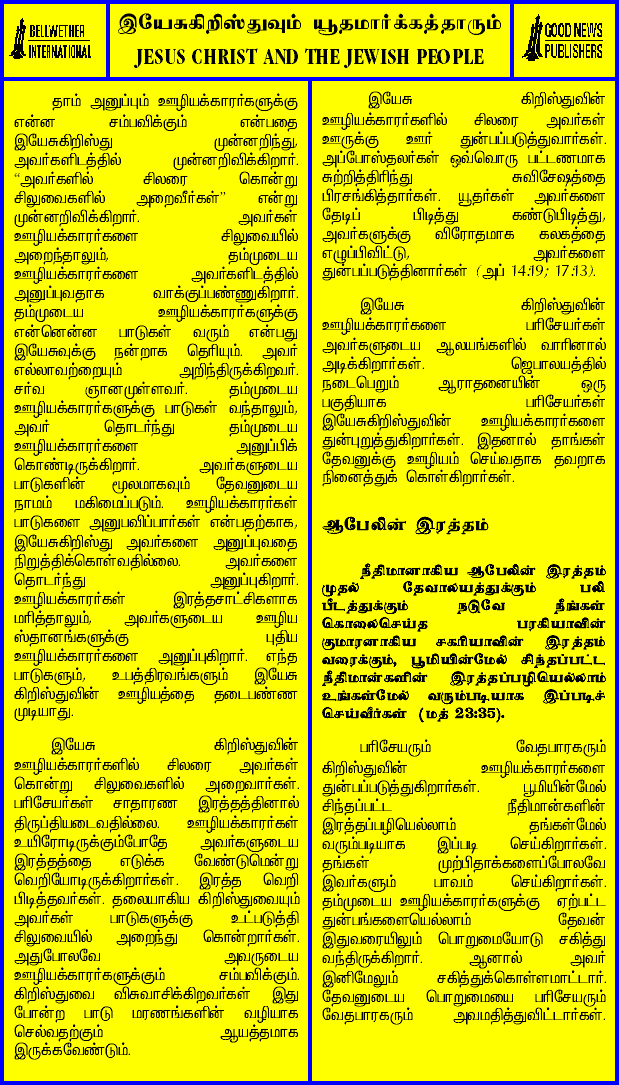 BELLWETHER
INTERNATIONAL
இயேசுகிறிஸ்துவும் யூதமார்க்கத்தாரும்
JESUS CHRIST AND THE JEWISH PEOPLE
GOOD NEWS
PUBLISHERS
தாம் அனுப்பும் ஊழியக்காரர்களுக்கு
என்ன சம்பவிக்கும் என்பதை
இயேசுகிறிஸ்து முன்னறிந்து,
அவர்களிடத்தில் முன்னறிவிக்கிறார்.
“அவர்களில் சிலரை கொன்று
சிலுவைகளில் அறைவீர்கள்” என்று
முன்னறிவிக்கிறார். அவர்கள்
ஊழியக்காரர்களை சிலுவையில்
அறைந்தாலும், தம்முடைய
ஊழியக்காரர்களை அவர்களிடத்தில்
அனுப்புவதாக வாக்குப்பண்ணுகிறார்.
தம்முடைய ஊழியக்காரர்களுக்கு
என்னென்ன பாடுகள் வரும் என்பது
இயேசுவுக்கு நன்றாக தெரியும். அவர்
எல்லாவற்றையும் அறிந்திருக்கிறவர்.
சர்வ ஞானமுள்ளவர். தம்முடைய
ஊழியக்காரர்களுக்கு பாடுகள் வந்தாலும்,
அவர் தொடர்ந்து தம்முடைய
ஊழியக்காரர்களை அனுப்பிக்
கொண்டிருக்கிறார். அவர்களுடைய
பாடுகளின் மூலமாகவும் தேவனுடைய
நாமம் மகிமைப்படும். ஊழியக்காரர்கள்
பாடுகளை அனுபவிப்பார்கள் என்பதற்காக,
இயேசுகிறிஸ்து அவர்களை அனுப்புவதை
நிறுத்திக்கொள்வதில்லை. அவர்களை
தொடர்ந்து அனுப்புகிறார்.
ஊழியக்காரர்கள் இரத்தசாட்சிகளாக
மரித்தாலும், அவர்களுடைய ஊழிய
ஸ்தானங்களுக்கு புதிய
ஊழியக்காரர்களை அனுப்புகிறார். எந்த
பாடுகளும், உபத்திரவங்களும் இயேசு
கிறிஸ்துவின் ஊழியத்தை தடைபண்ண
முடியாது.
இயேசு கிறிஸ்துவின்
ஊழியக்காரர்களில் சிலரை அவர்கள்
கொன்று சிலுவைகளில் அறைவார்கள்.
பரிசேயர்கள் சாதாரண இரத்தத்தினால்
திருப்தியடைவதில்லை. ஊழியக்காரர்கள்
உயிரோடிருக்கும்போதே அவர்களுடைய
இரத்தத்தை எடுக்க வேண்டுமென்று
வெறியோடிருக்கிறார்கள். இரத்த வெறி
பிடித்தவர்கள். தலையாகிய கிறிஸ்துவையும்
அவர்கள் பாடுகளுக்கு உட்படுத்தி
சிலுவையில் அறைந்து கொன்றார்கள்.
அதுபோலவே அவருடைய
ஊழியக்காரர்களுக்கும் சம்பவிக்கும்.
கிறிஸ்துவை விசுவாசிக்கிறவர்கள் இது
போன்ற பாடு மரணங்களின் வழியாக
செல்வதற்கும் ஆயத்தமாக
இருக்கவேண்டும்.
இயேசு கிறிஸ்துவின்
ஊழியக்காரர்களில் சிலரை அவர்கள்
ஊருக்கு ஊர் துன்பப்படுத்துவார்கள்.
அப்போஸ்தலர்கள் ஒவ்வொரு பட்டணமாக
சுற்றித்திரிந்து சுவிசேஷத்தை
பிரசங்கித்தார்கள். யூதர்கள் அவர்களை
தேடிப் பிடித்து கண்டுபிடித்து,
அவர்களுக்கு விரோதமாக கலகத்தை
எழுப்பிவிட்டு, அவர்களை
துன்பப்படுத்தினார்கள் (அப் 14:19; 17:13).
இயேசு கிறிஸ்துவின்
ஊழியக்காரர்களை பரிசேயர்கள்
அவர்களுடைய ஆலயங்களில் வாரினால்
அடிக்கிறார்கள். ஜெபாலயத்தில்
நடைபெறும் ஆராதனையின் ஒரு
பகுதியாக பரிசேயர்கள்
இயேசுகிறிஸ்துவின் ஊழியக்காரர்களை
துன்புறுத்துகிறார்கள். இதனால் தாங்கள்
தேவனுக்கு ஊழியம் செய்வதாக தவறாக
நினைத்துக் கொள்கிறார்கள்.
ஆபேலின் இரத்தம்
நீதிமானாகிய ஆபேலின் இரத்தம்
முதல் தேவாலயத்துக்கும் பலி
பீடத்துக்கும் நடுவே நீங்கள்
கொலைசெய்த பரகியாவின்
குமாரனாகிய சகரியாவின் இரத்தம்
வரைக்கும், பூமியின்மேல் சிந்தப்பட்ட
நீதிமான்களின் இரத்தப்பழியெல்லாம்
உங்கள்மேல் வரும்படியாக இப்படிச்
செய்வீர்கள் (மத் 23:35).
பரிசேயரும் வேதபாரகரும்
கிறிஸ்துவின் ஊழியக்காரர்களை
துன்பப்படுத்துகிறார்கள். பூமியின்மேல்
சிந்தப்பட்ட நீதிமான்களின்
இரத்தப்பழியெல்லாம் தங்கள்மேல்
வரும்படியாக இப்படி செய்கிறார்கள்.
தங்கள் முற்பிதாக்களைப்போலவே
இவர்களும் பாவம் செய்கிறார்கள்.
தம்முடைய ஊழியக்காரர்களுக்கு ஏற்பட்ட
துன்பங்களையெல்லாம் தேவன்
இதுவரையிலும் பொறுமையோடு சகித்து
வந்திருக்கிறார். ஆனால் அவர்
இனிமேலும் சகித்துக்கொள்ளமாட்டார்.
தேவனுடைய பொறுமையை பரிசேயரும்
வேதபாரகரும் அவமதித்துவிட்டார்கள்.